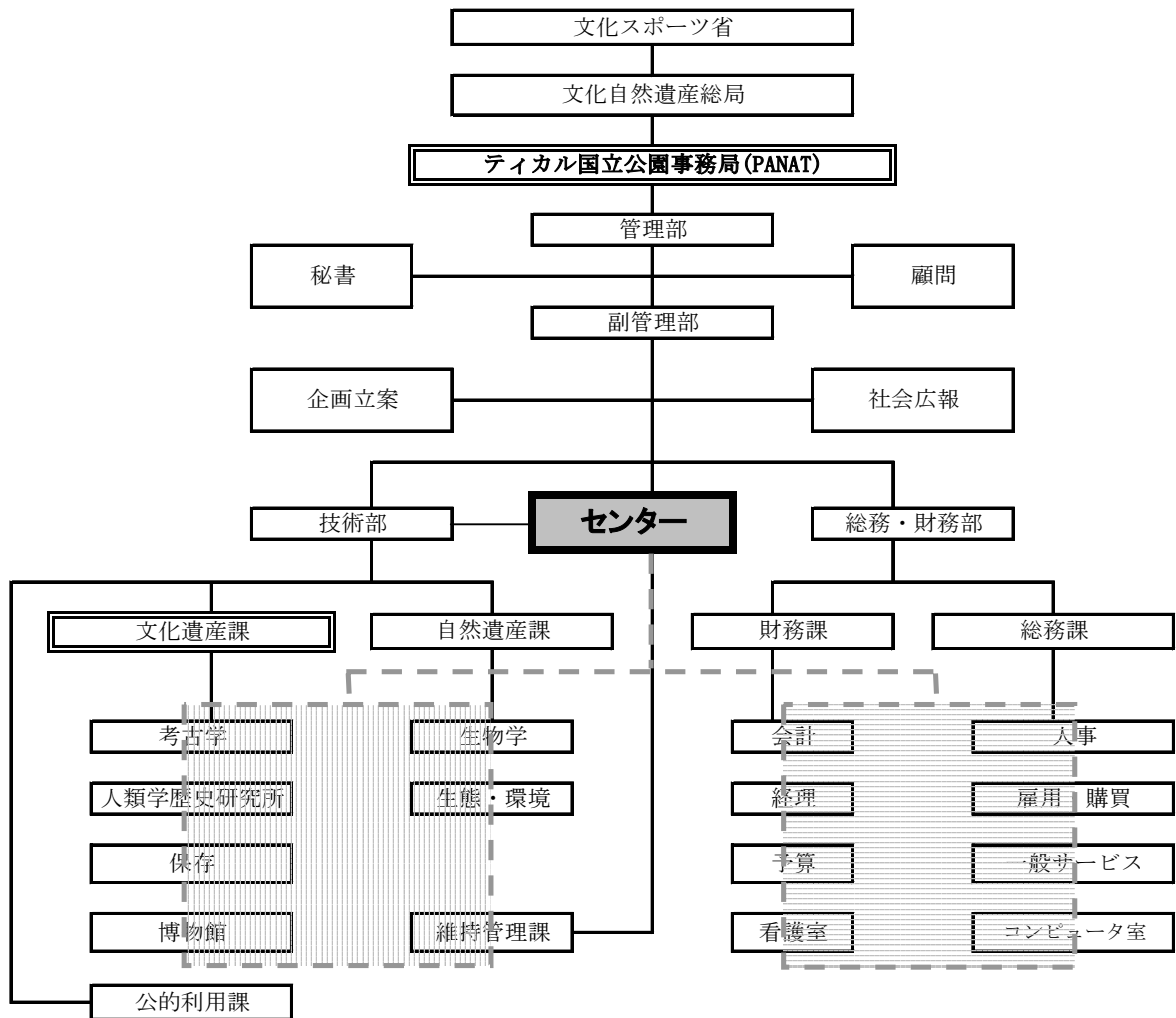 文化スポーツ省
文化自然遺産総局
ティカル国立公園事務局(PANAT)
管理部
秘書
顧問
副管理部
企画立案
社会広報
技術部
センター
総務・財務部
文化遺産課
自然遺産課
財務課
総務課
考古学
生物学
会計
人事
人類学歴史研究所
生態・環境
経理
雇用・購買
保存
予算
一般サービス
博物館
維持管理課
看護室
コンピュータ室
公的利用課